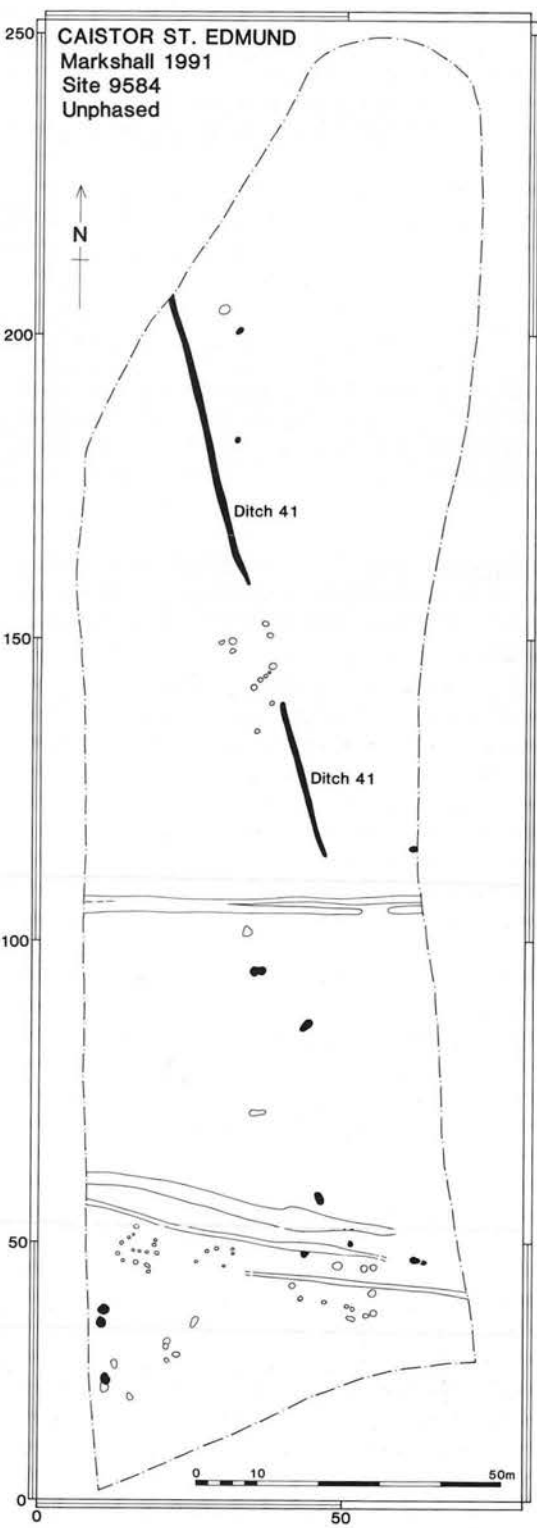 250
CAISTOR ST. EDMUND
Markshall 1991
Site 9584
Unphased
N
200
Ditch 41
150
Ditch 41
100
50
0 10 50m
0
0 50